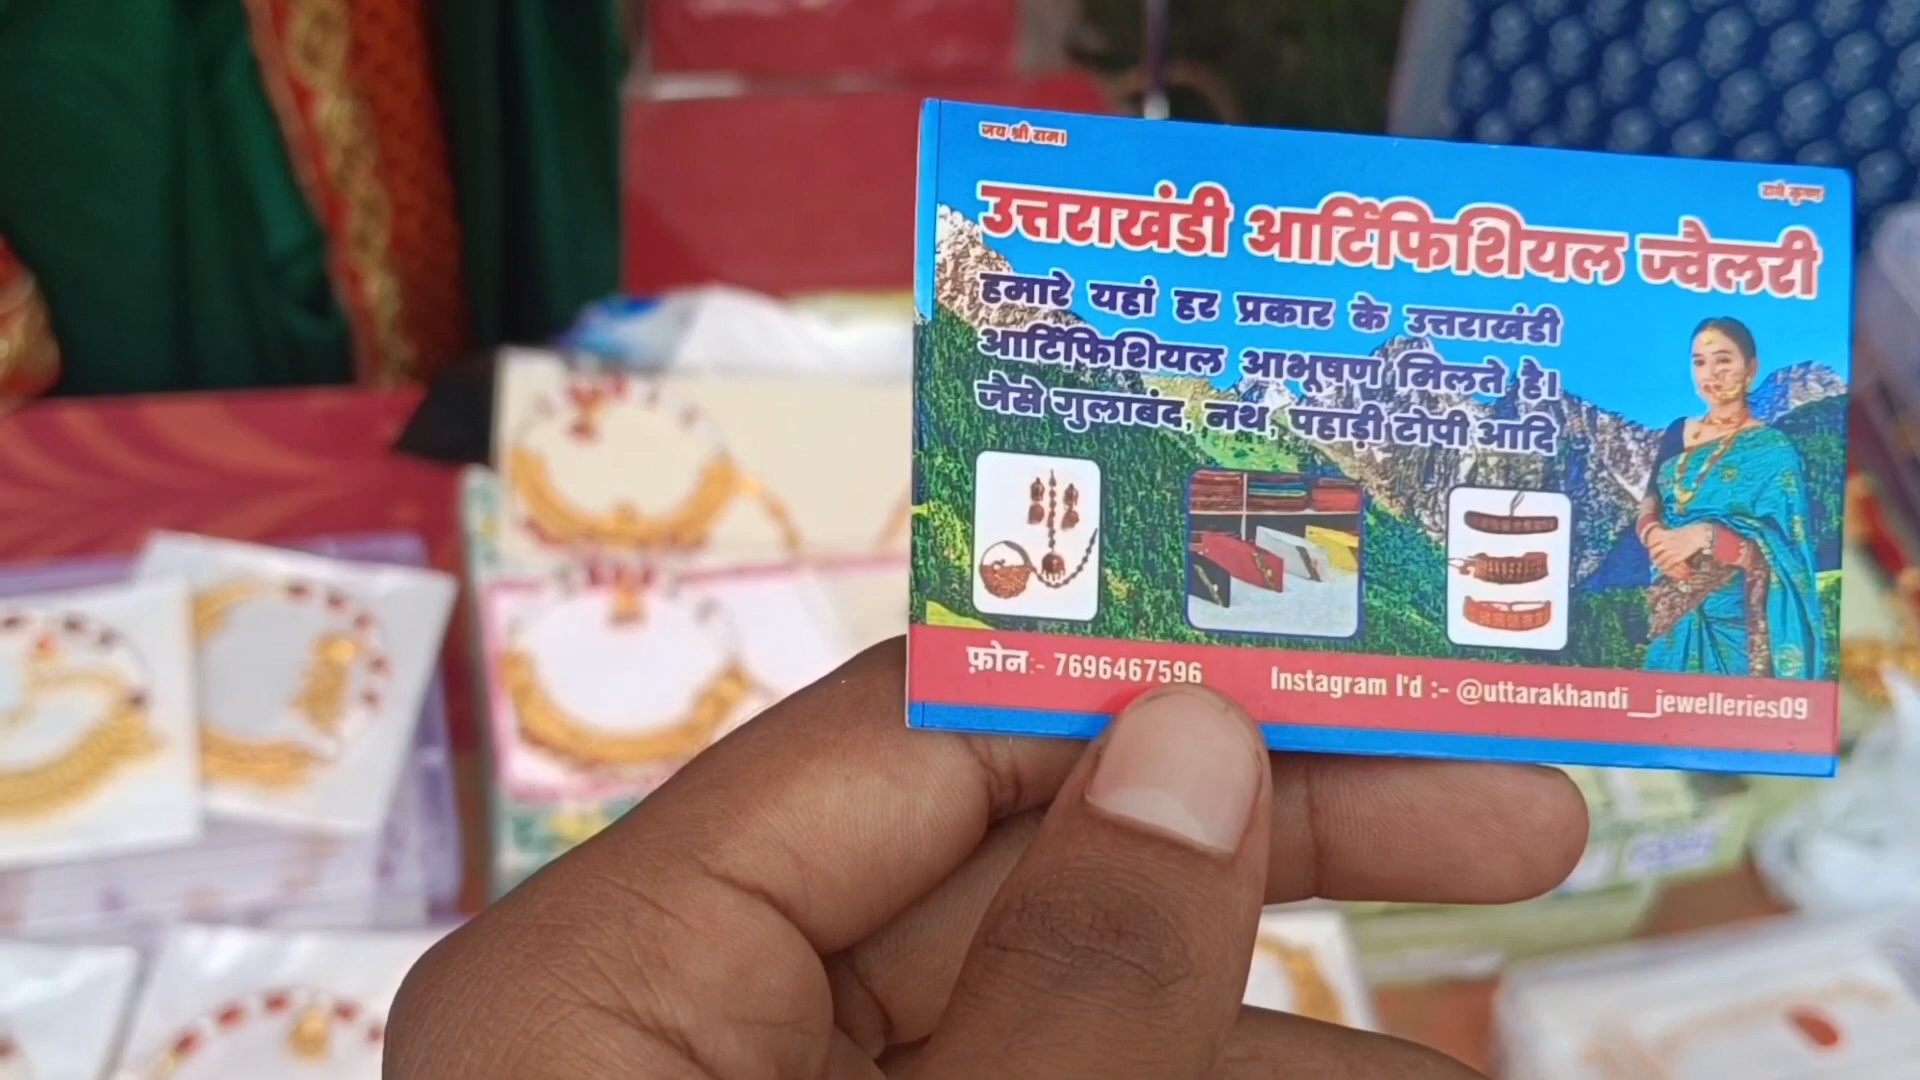 जय श्री राम।
राधे कृष्णा
उत्तराखंडी आर्टिफिशियल ज्वैलरी
हमारे यहां हर प्रकार के उत्तराखंडी
आर्टिफिशियल आभूषण मिलते है।
जेसे गुलाबंद, नथ, पहाड़ी टोपी आदि
फ़ोन:- 7696467596
Instagram I'd :- @uttarakhandi__jewelleries09